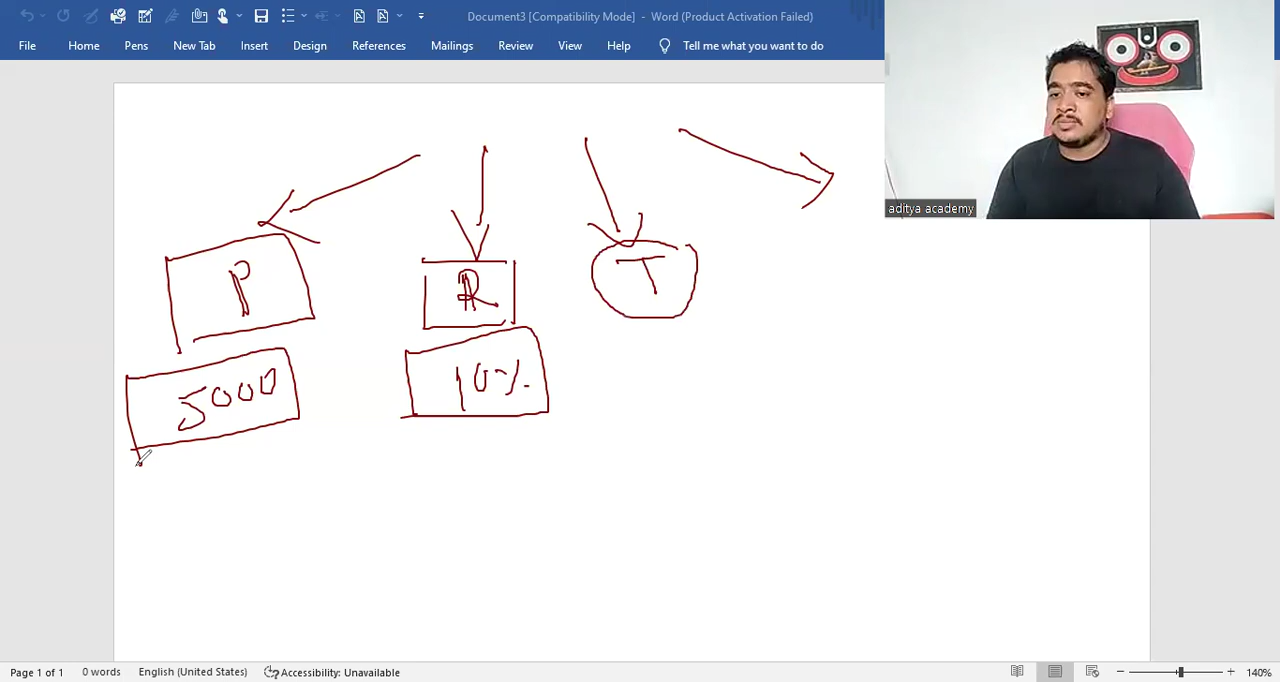 Document3 [Compatibility Mode] - Word (Product Activation Failed)
File Home Pens New Tab Insert Design References Mailings Review View Help Tell me what you want to do
aditya academy
P R T
5000 10%
Page 1 of 1 0 words English (United States) Accessibility: Unavailable 140%